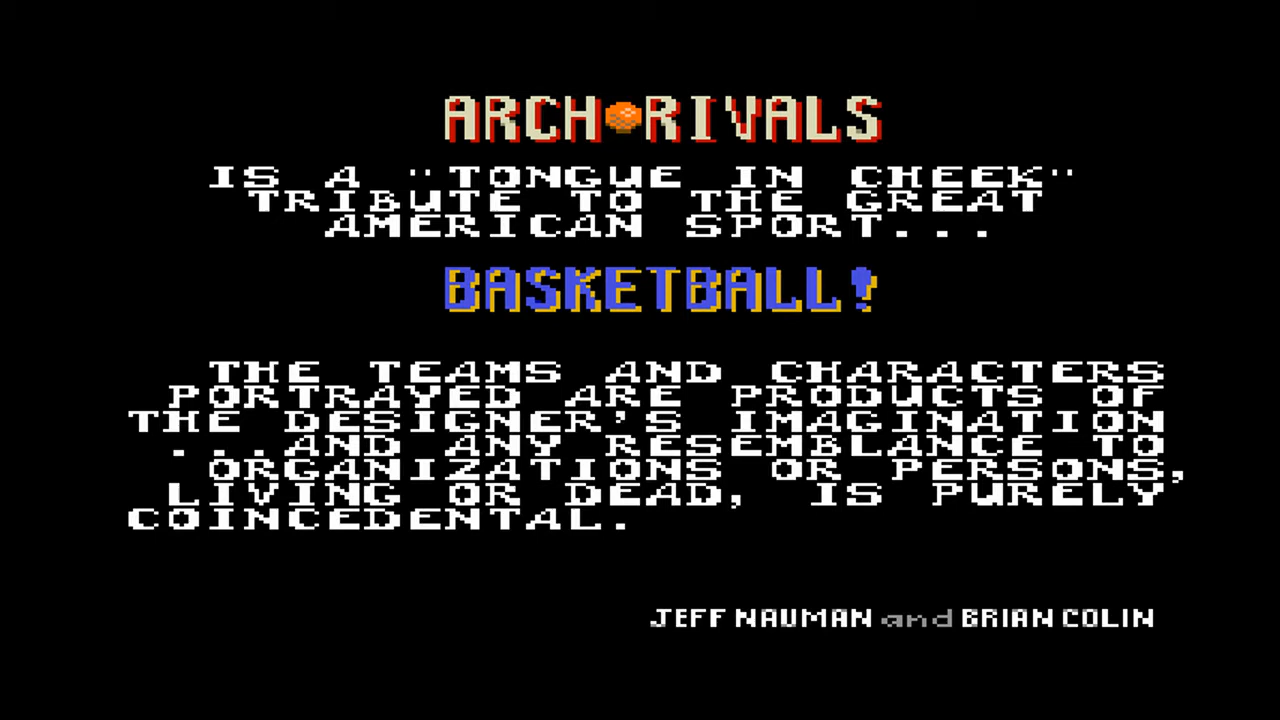 ARCH RIVALS
IS A "TONGUE IN CHEEK"
TRIBUTE TO THE GREAT
AMERICAN SPORT...
BASKETBALL!
THE TEAMS AND CHARACTERS
PORTRAYED ARE PRODUCTS OF
THE DESIGNER'S IMAGINATION
...AND ANY RESEMBLANCE TO
ORGANIZATIONS OR PERSONS,
LIVING OR DEAD, IS PURELY
COINCEDENTAL.
JEFF NAUMAN and BRIAN COLIN